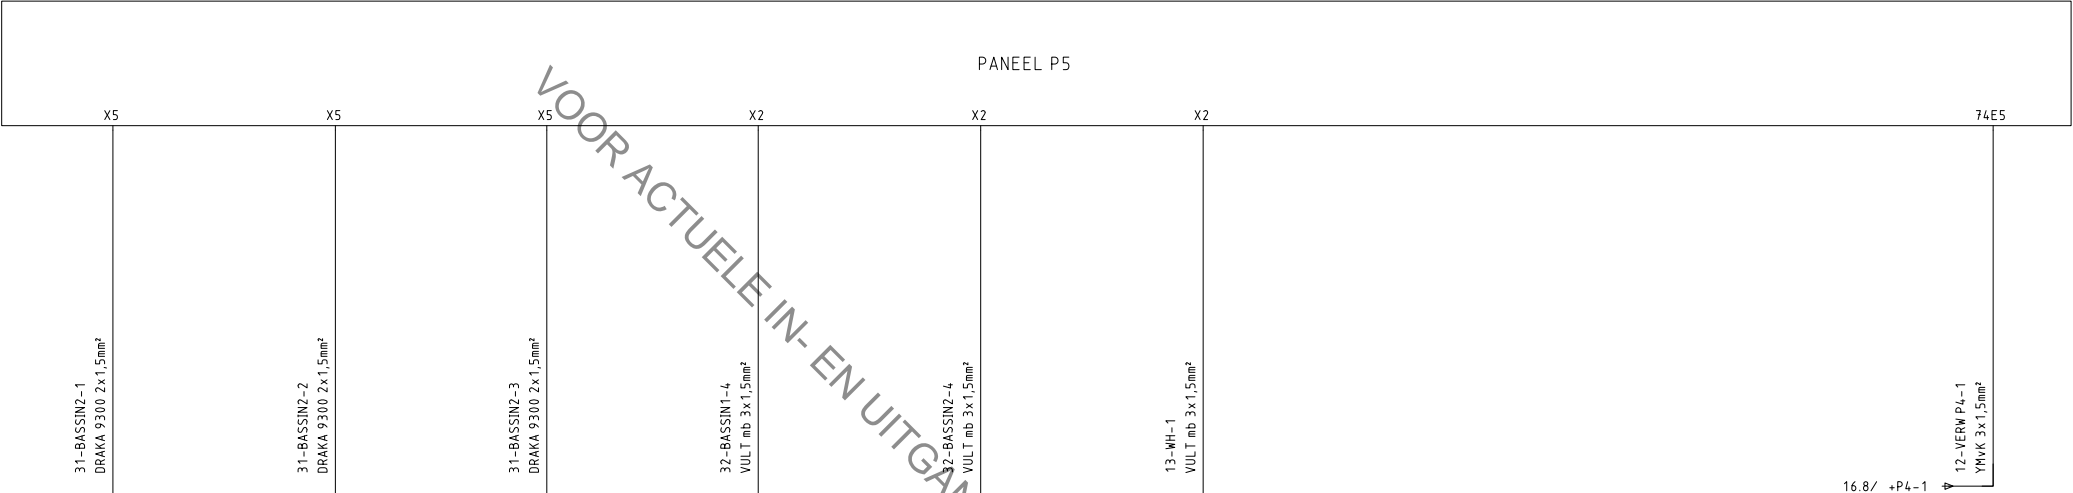 PANEEL P5
X5
X5
X5
X2
X2
X2
74E5
VOOR ACTUELE IN- EN UITGAN
31-BASSIN2-1
DRAKA 9300 2x1,5mm²
31-BASSIN2-2
DRAKA 9300 2x1,5mm²
31-BASSIN2-3
DRAKA 9300 2x1,5mm²
32-BASSIN1-4
VULT mb 3x1,5mm²
32-BASSIN2-4
VULT mb 3x1,5mm²
13-WH-1
VULT mb 3x1,5mm²
12-VERW P4-1
YMvK 3x1,5mm²
16.8/ +P4-1